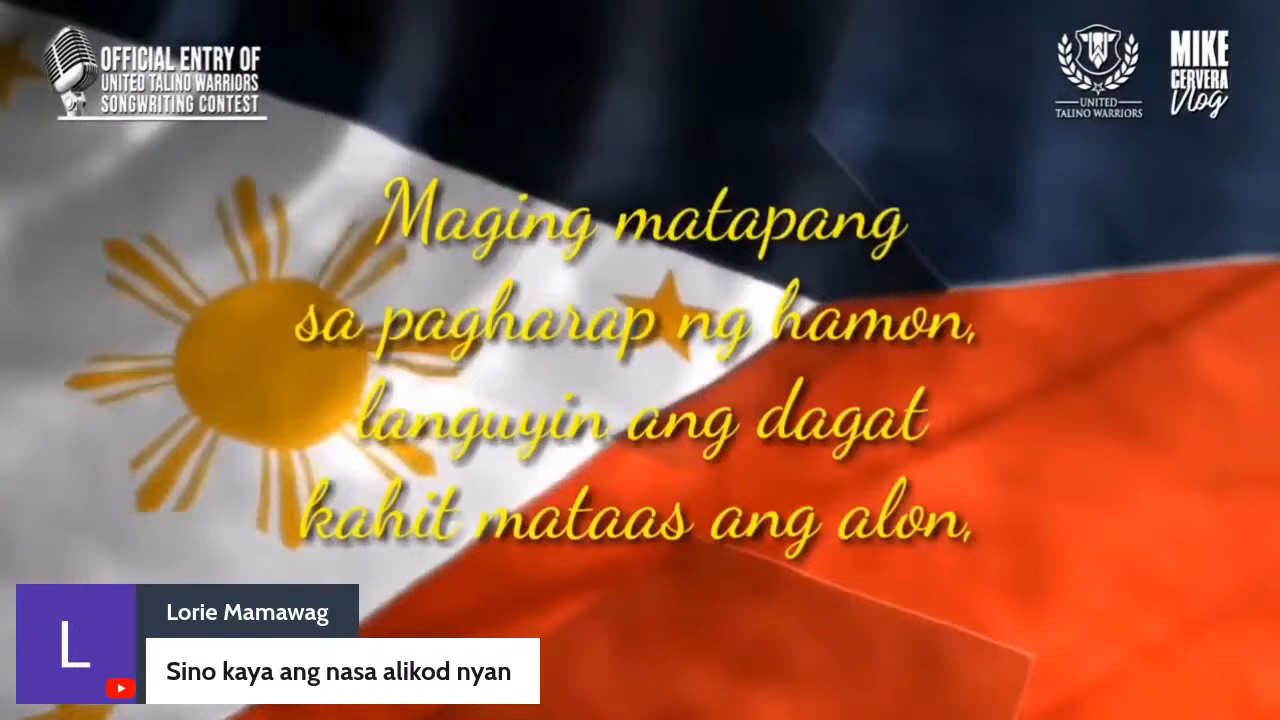 OFFICIAL ENTRY OF
UNITED TALINO WARRIORS
SONGWRITING CONTEST
UNITED
TALINO WARRIORS
MIKE
CERVERA
Vlog
Maging matapang
sa pagharap ng hamon,
languyin ang dagat
kahit mataas ang alon,
L
Lorie Mamawag
Sino kaya ang nasa alikod nyan